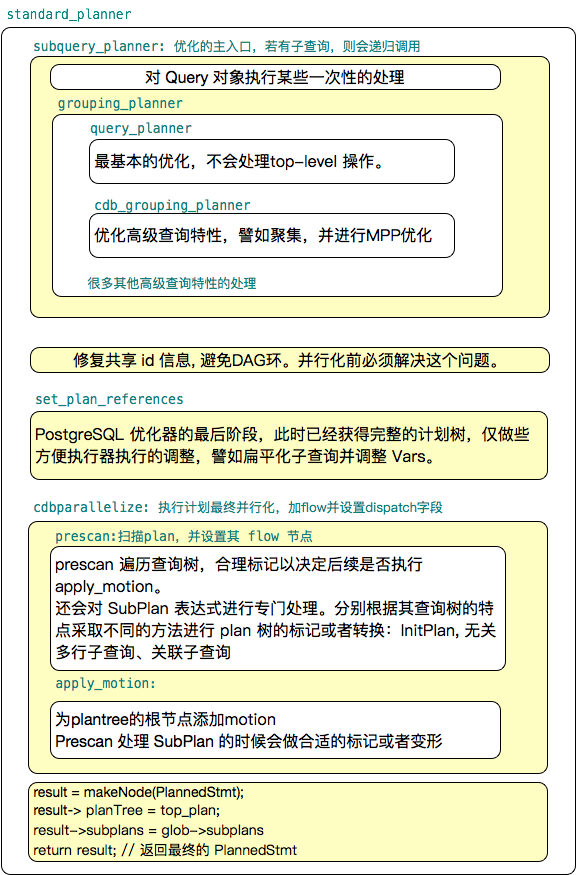 standard_planner
subquery_planner: 优化的主入口，若有子查询，则会递归调用
对 Query 对象执行某些一次性的处理
grouping_planner
query_planner
最基本的优化，不会处理top-level 操作。
cdb_grouping_planner
优化高级查询特性，譬如聚集，并进行MPP优化
很多其他高级查询特性的处理
修复共享 id 信息, 避免DAG环。并行化前必须解决这个问题。
set_plan_references
PostgreSQL 优化器的最后阶段，此时已经获得完整的计划树，仅做些
方便执行器执行的调整，譬如扁平化子查询并调整 Vars。
cdbparallelize: 执行计划最终并行化，加flow并设置dispatch字段
prescan:扫描plan，并设置其 flow 节点
prescan 遍历查询树，合理标记以决定后续是否执行
apply_motion。
还会对 SubPlan 表达式进行专门处理。分别根据其查询树的特
点采取不同的方法进行 plan 树的标记或者转换：InitPlan, 无关
多行子查询、关联子查询
apply_motion:
为plantree的根节点添加motion
Prescan 处理 SubPlan 的时候会做合适的标记或者变形
result = makeNode(PlannedStmt);
result-> planTree = top_plan;
result->subplans = glob->subplans
return result; // 返回最终的 PlannedStmt